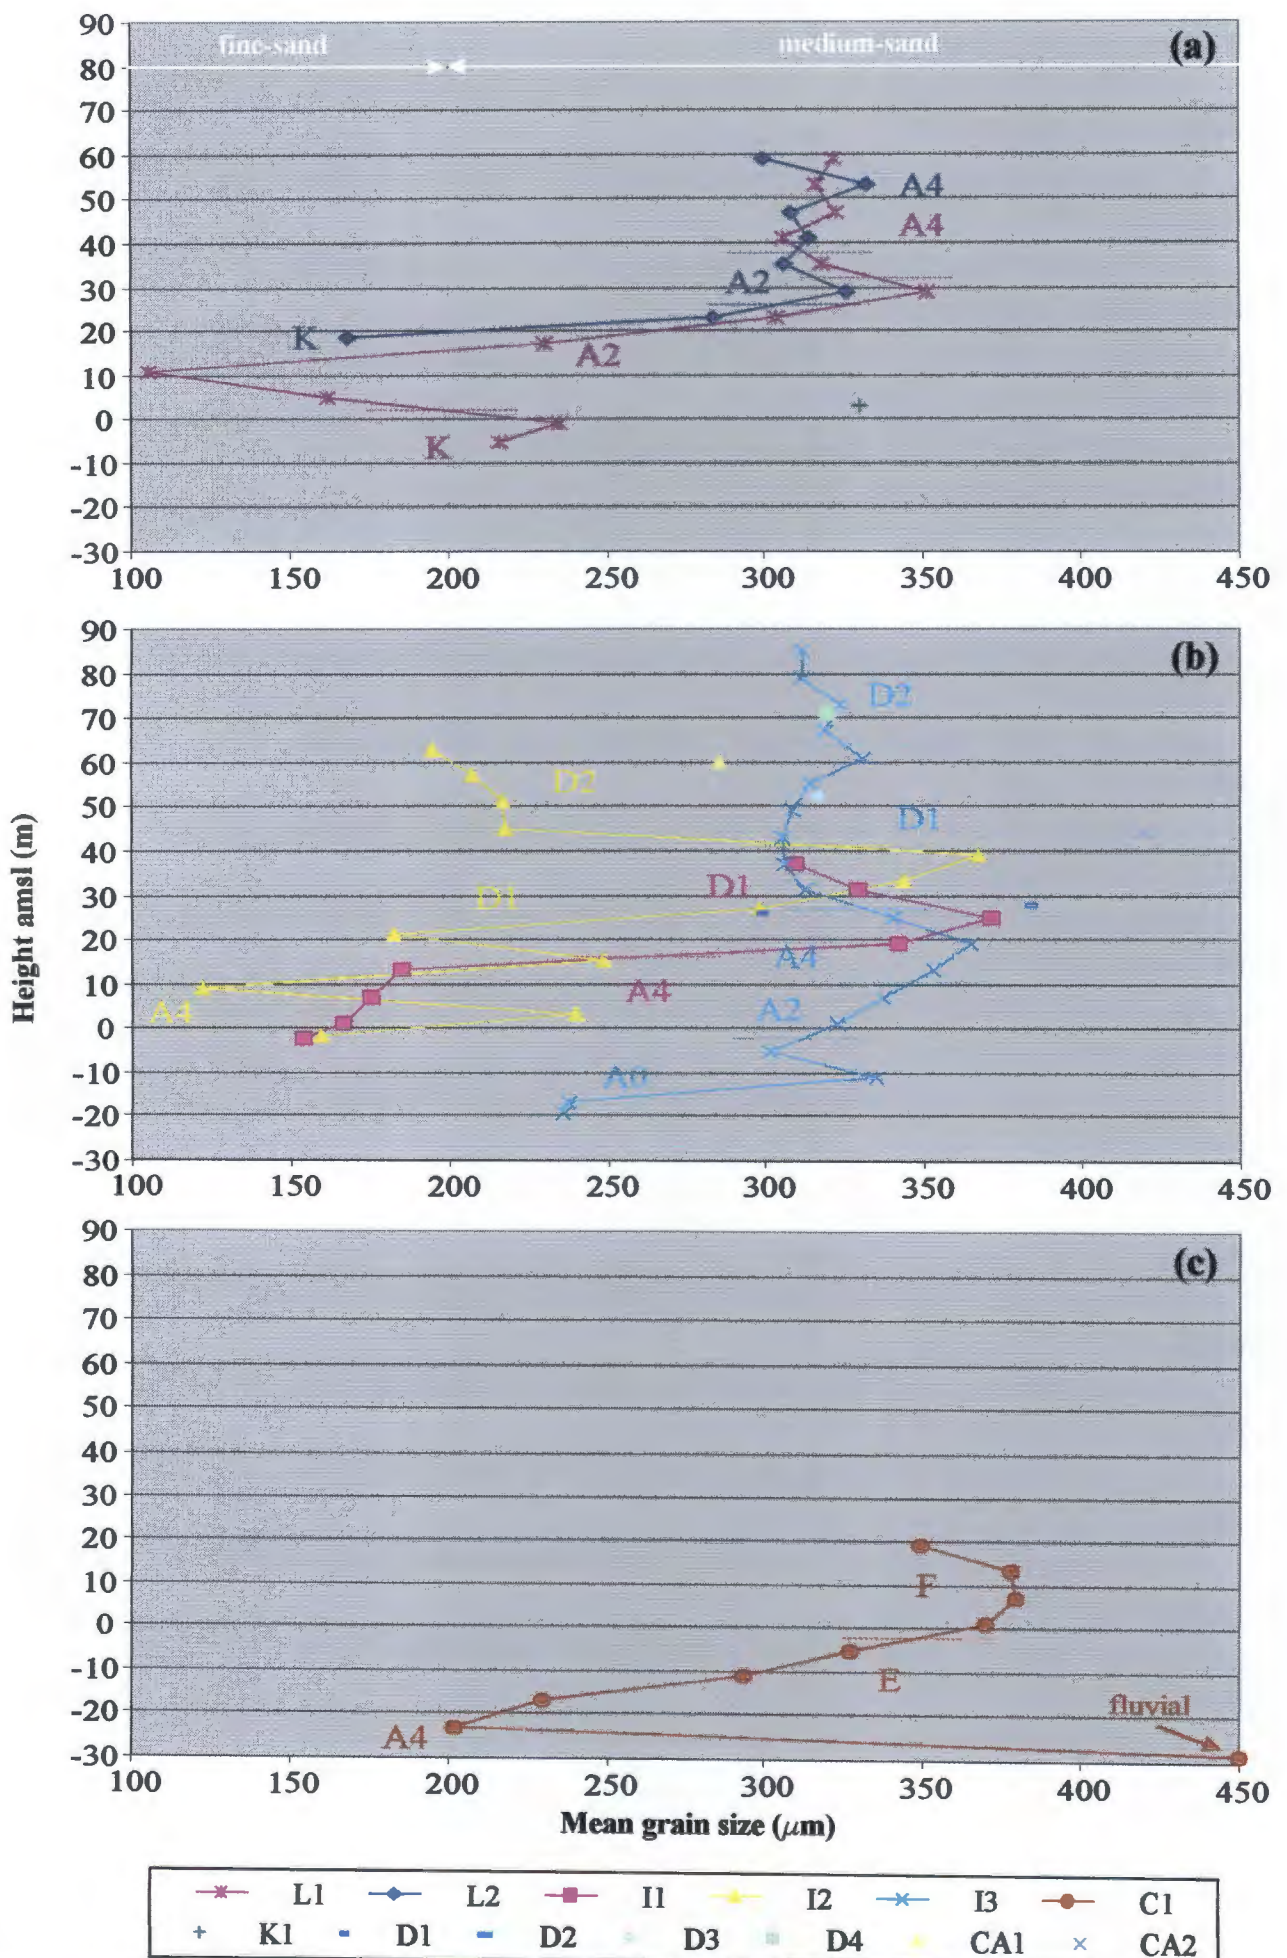 90
fine-sand medium-sand (a)
80
70
60
A4
50
A4
40
A2
30
K
20
A2
10
0
K
-10
-20
-30
100 150 200 250 300 350 400 450
90
(b)
80
D2
70
60
D2
50
D1
40
D1 D1
30
20
A4
A4
10
A4 A2
0
-10
A0
-20
-30
100 150 200 250 300 350 400 450
Height amsl (m)
90
(c)
80
70
60
50
40
30
20
10
F
0
-10
E
-20
fluvial
A4
-30
100 150 200 250 300 350 400 450
Mean grain size (μm)
L1 L2 I1 I2 I3 C1
K1 D1 D2 D3 D4 CA1 CA2